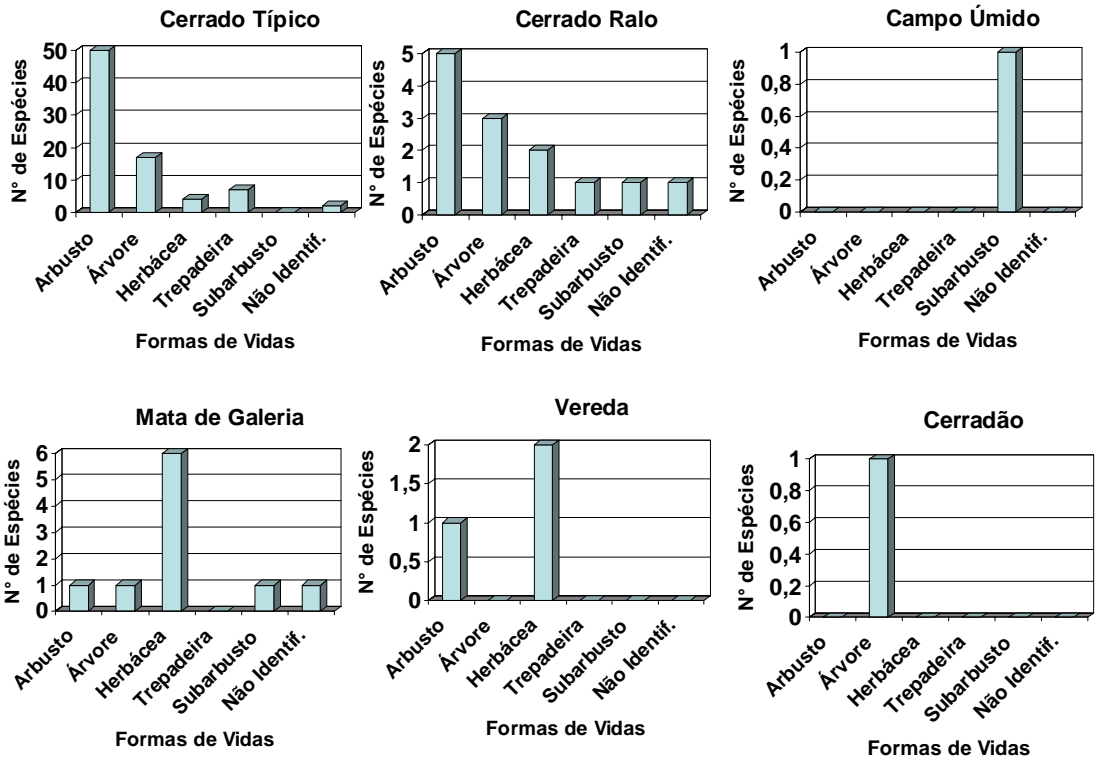 Cerrado Típico
N° de Espécies
50
40
30
20
10
0
Arbusto
Árvore
Herbácea
Trepadeira
Subarbusto
Não Identif.
Formas de Vidas
Cerrado Ralo
N° de Espécies
5
4
3
2
1
0
Arbusto
Árvore
Herbácea
Trepadeira
Subarbusto
Não Identif.
Formas de Vidas
Campo Úmido
N° de Espécies
1
0,8
0,6
0,4
0,2
0
Arbusto
Árvore
Herbácea
Trepadeira
Subarbusto
Não Identif.
Formas de Vidas
Mata de Galeria
N° de Espécies
6
5
4
3
2
1
0
Arbusto
Árvore
Herbácea
Trepadeira
Subarbusto
Não Identif.
Formas de Vidas
Vereda
N° de Espécies
2
1,5
1
0,5
0
Arbusto
Árvore
Herbácea
Trepadeira
Subarbusto
Não Identif.
Formas de Vidas
Cerradão
N° de Espécies
1
0,8
0,6
0,4
0,2
0
Arbusto
Árvore
Herbácea
Trepadeira
Subarbusto
Não Identif.
Formas de Vidas